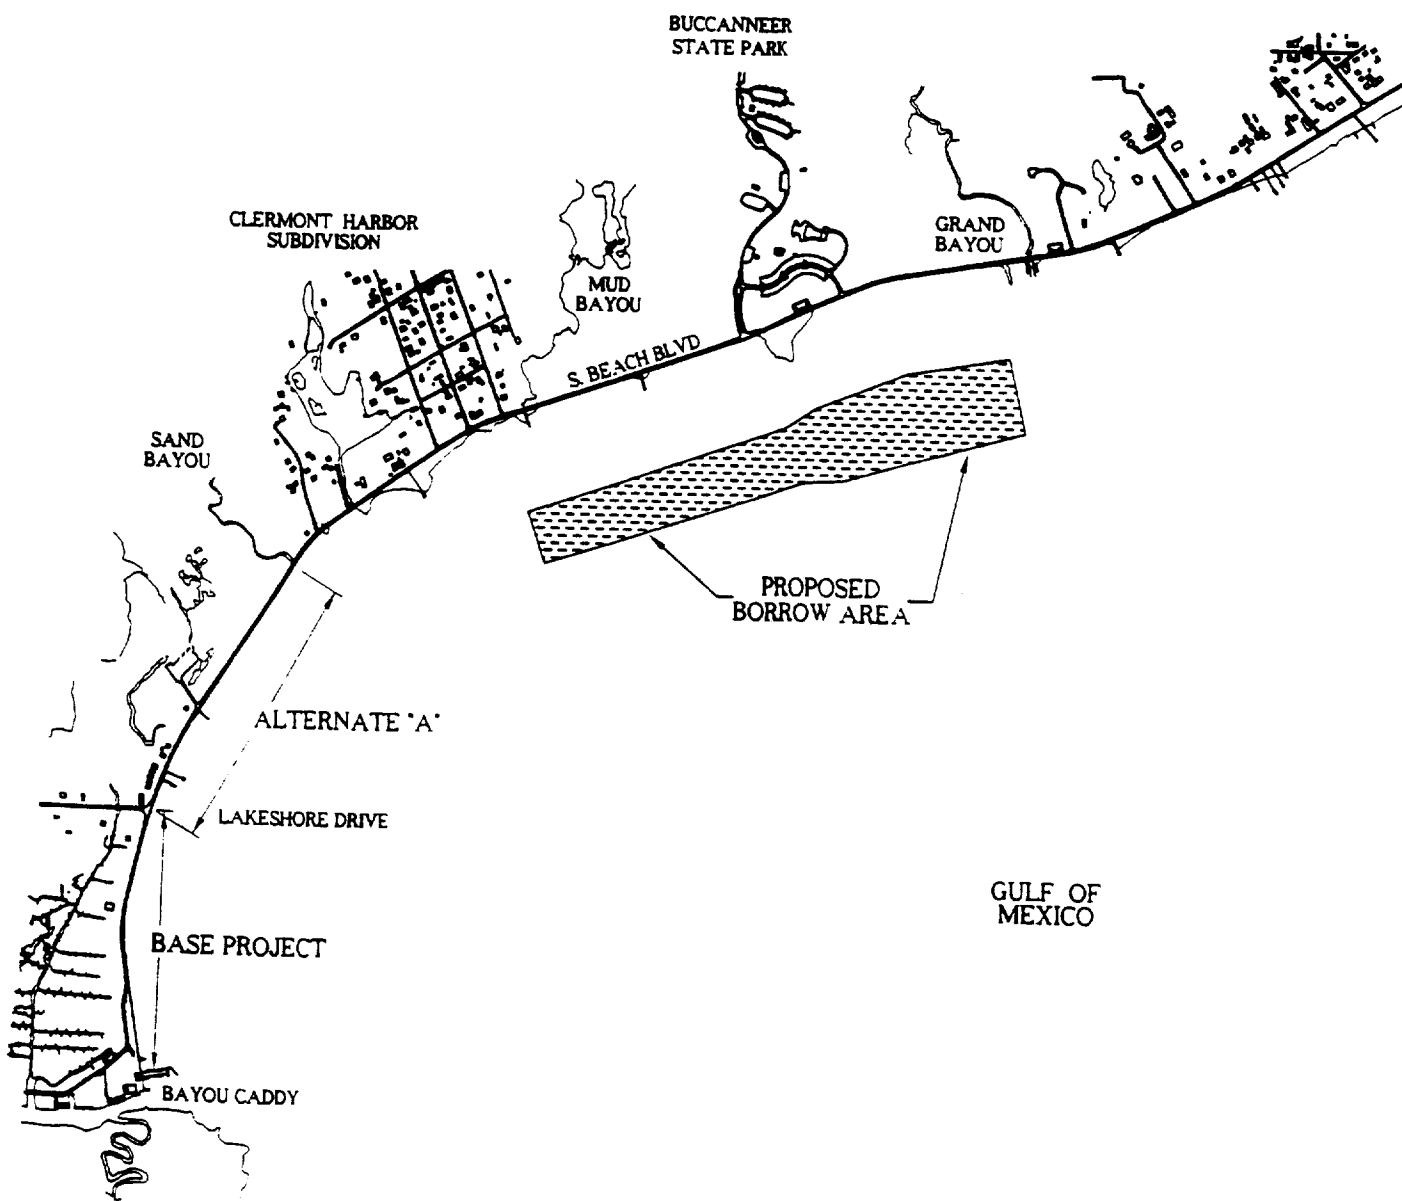 BUCCANNEER
STATE PARK
CLERMONT HARBOR
SUBDIVISION
MUD
BAYOU
GRAND
BAYOU
S. BEACH BLVD
SAND
BAYOU
PROPOSED
BORROW AREA
ALTERNATE "A"
LAKESHORE DRIVE
GULF OF
MEXICO
BASE PROJECT
BAYOU CADDY